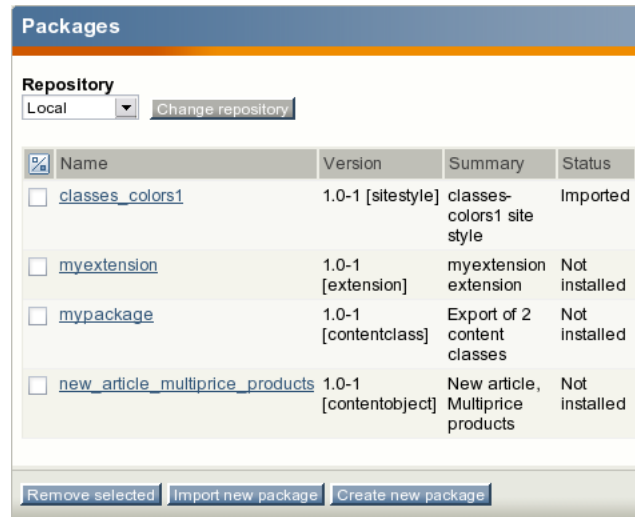 Packages
Repository
Local Change repository
Name Version Summary Status
classes_colors1 1.0-1 [sitestyle] classes- Imported
colors1 site
style
myextension 1.0-1 myextension Not
[extension] extension installed
mypackage 1.0-1 Export of 2 Not
[contentclass] content installed
classes
new_article_multiprice_products 1.0-1 New article, Not
[contentobject] Multiprice installed
products
Remove selected Import new package Create new package